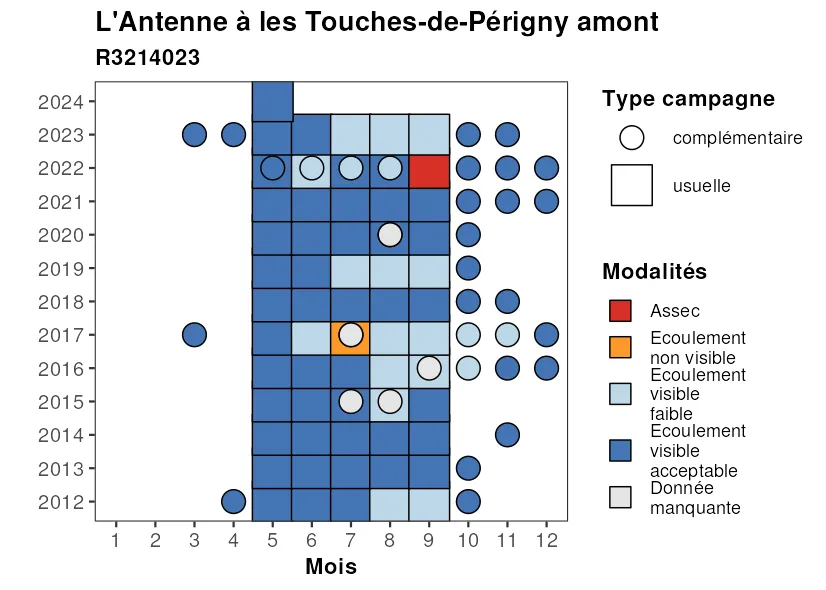 L'Antenne à les Touches-de-Périgny amont
R3214023
2024
2023
2022
2021
2020
2019
2018
2017
2016
2015
2014
2013
2012
1 2 3 4 5 6 7 8 9 10 11 12
Mois
Type campagne
complémentaire
usuelle
Modalités
Assec
Ecoulement
non visible
Ecoulement
visible
faible
Ecoulement
visible
acceptable
Donnée
manquante